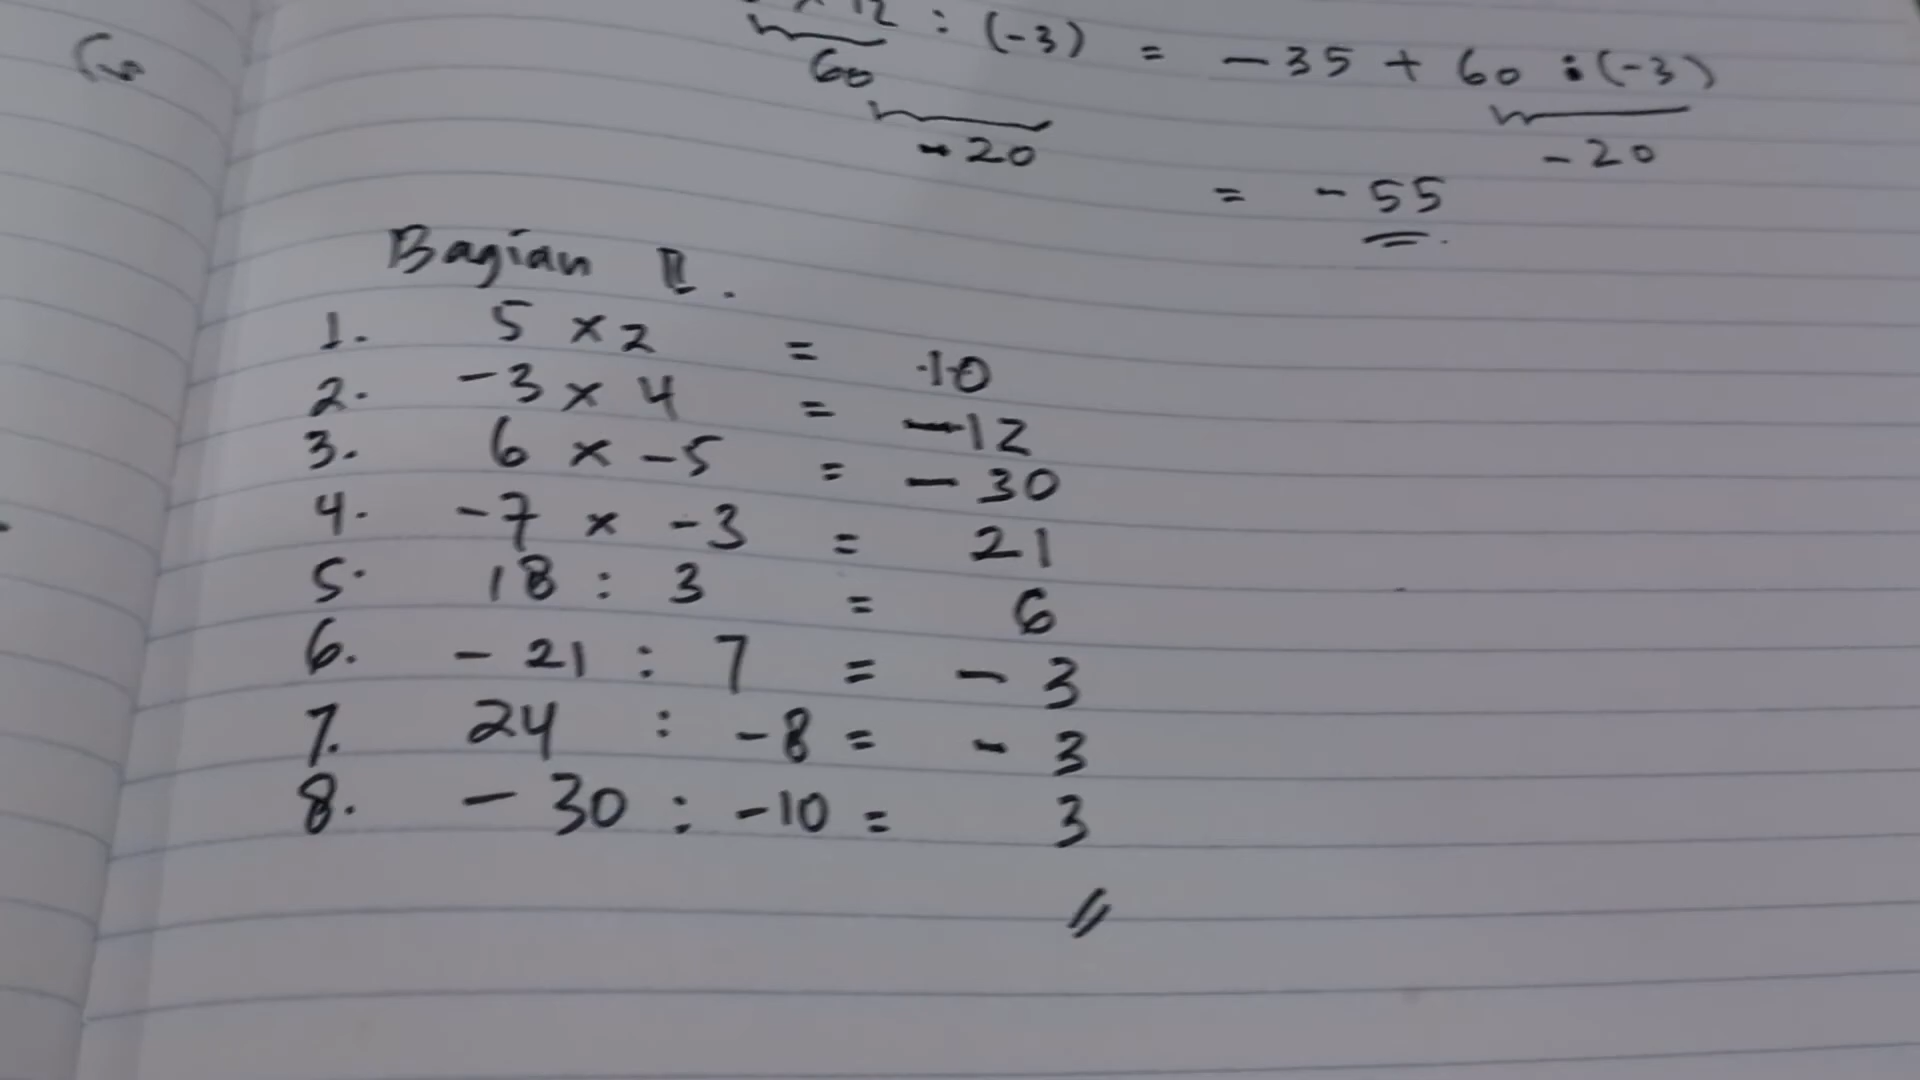 12 : (-3) = -35 + 60 : (-3)
60
-20 -20
= -55
Bagian II.
1. 5 x 2 = 10
2. -3 x 4 = -12
3. 6 x -5 = -30
4. -7 x -3 = 21
5. 18 : 3 = 6
6. -21 : 7 = -3
7. 24 : -8 = -3
8. -30 : -10 = 3